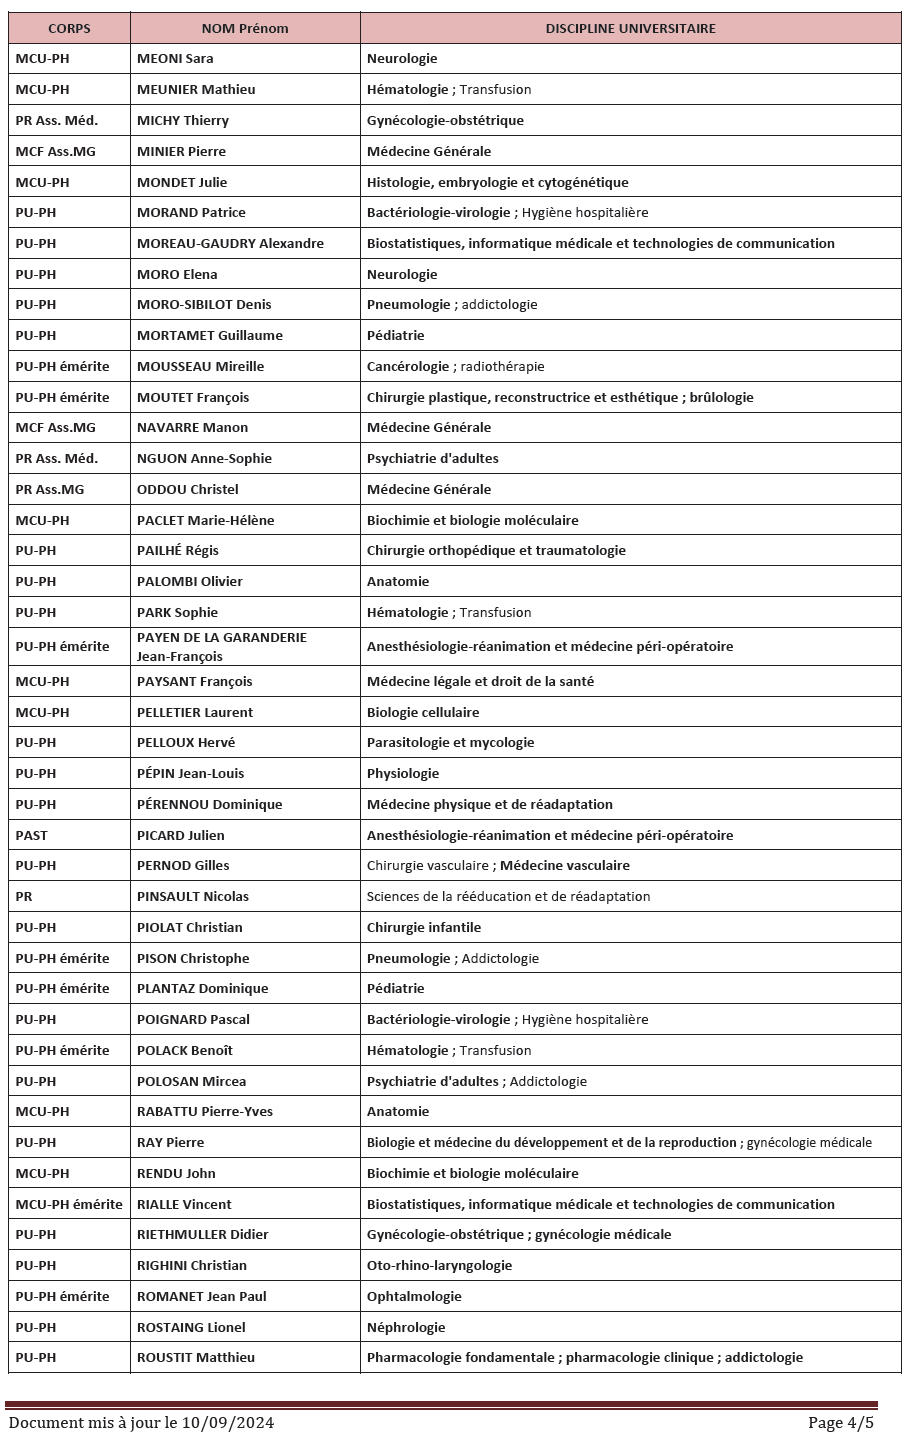 CORPS NOM Prénom DISCIPLINE UNIVERSITAIRE
MCU-PH MEONI Sara Neurologie
MCU-PH MEUNIER Mathieu Hématologie ; Transfusion
PR Ass. Méd. MICHY Thierry Gynécologie-obstétrique
MCF Ass.MG MINIER Pierre Médecine Générale
MCU-PH MONDET Julie Histologie, embryologie et cytogénétique
PU-PH MORAND Patrice Bactériologie-virologie ; Hygiène hospitalière
PU-PH MOREAU-GAUDRY Alexandre Biostatistiques, informatique médicale et technologies de communication
PU-PH MORO Elena Neurologie
PU-PH MORO-SIBILOT Denis Pneumologie ; addictologie
PU-PH MORTAMET Guillaume Pédiatrie
PU-PH émérite MOUSSEAU Mireille Cancérologie ; radiothérapie
PU-PH émérite MOUTET François Chirurgie plastique, reconstructrice et esthétique ; brûlologie
MCF Ass.MG NAVARRE Manon Médecine Générale
PR Ass. Méd. NGUON Anne-Sophie Psychiatrie d'adultes
PR Ass.MG ODDOU Christel Médecine Générale
MCU-PH PACLET Marie-Hélène Biochimie et biologie moléculaire
PU-PH PAILHÉ Régis Chirurgie orthopédique et traumatologie
PU-PH PALOMBI Olivier Anatomie
PU-PH PARK Sophie Hématologie ; Transfusion
PU-PH émérite PAYEN DE LA GARANDERIE
Jean-François Anesthésiologie-réanimation et médecine péri-opératoire
MCU-PH PAYSANT François Médecine légale et droit de la santé
MCU-PH PELLETIER Laurent Biologie cellulaire
PU-PH PELLOUX Hervé Parasitologie et mycologie
PU-PH PÉPIN Jean-Louis Physiologie
PU-PH PÉRENNOU Dominique Médecine physique et de réadaptation
PAST PICARD Julien Anesthésiologie-réanimation et médecine péri-opératoire
PU-PH PERNOD Gilles Chirurgie vasculaire ; Médecine vasculaire
PR PINSAULT Nicolas Sciences de la rééducation et de réadaptation
PU-PH PIOLAT Christian Chirurgie infantile
PU-PH émérite PISON Christophe Pneumologie ; Addictologie
PU-PH émérite PLANTAZ Dominique Pédiatrie
PU-PH POIGNARD Pascal Bactériologie-virologie ; Hygiène hospitalière
PU-PH émérite POLACK Benoît Hématologie ; Transfusion
PU-PH POLOSAN Mircea Psychiatrie d'adultes ; Addictologie
MCU-PH RABATTU Pierre-Yves Anatomie
PU-PH RAY Pierre Biologie et médecine du développement et de la reproduction ; gynécologie médicale
MCU-PH RENDU John Biochimie et biologie moléculaire
MCU-PH émérite RIALLE Vincent Biostatistiques, informatique médicale et technologies de communication
PU-PH RIETHMULLER Didier Gynécologie-obstétrique ; gynécologie médicale
PU-PH RIGHINI Christian Oto-rhino-laryngologie
PU-PH émérite ROMANET Jean Paul Ophtalmologie
PU-PH ROSTAING Lionel Néphrologie
PU-PH ROUSTIT Matthieu Pharmacologie fondamentale ; pharmacologie clinique ; addictologie
Document mis à jour le 10/09/2024 Page 4/5